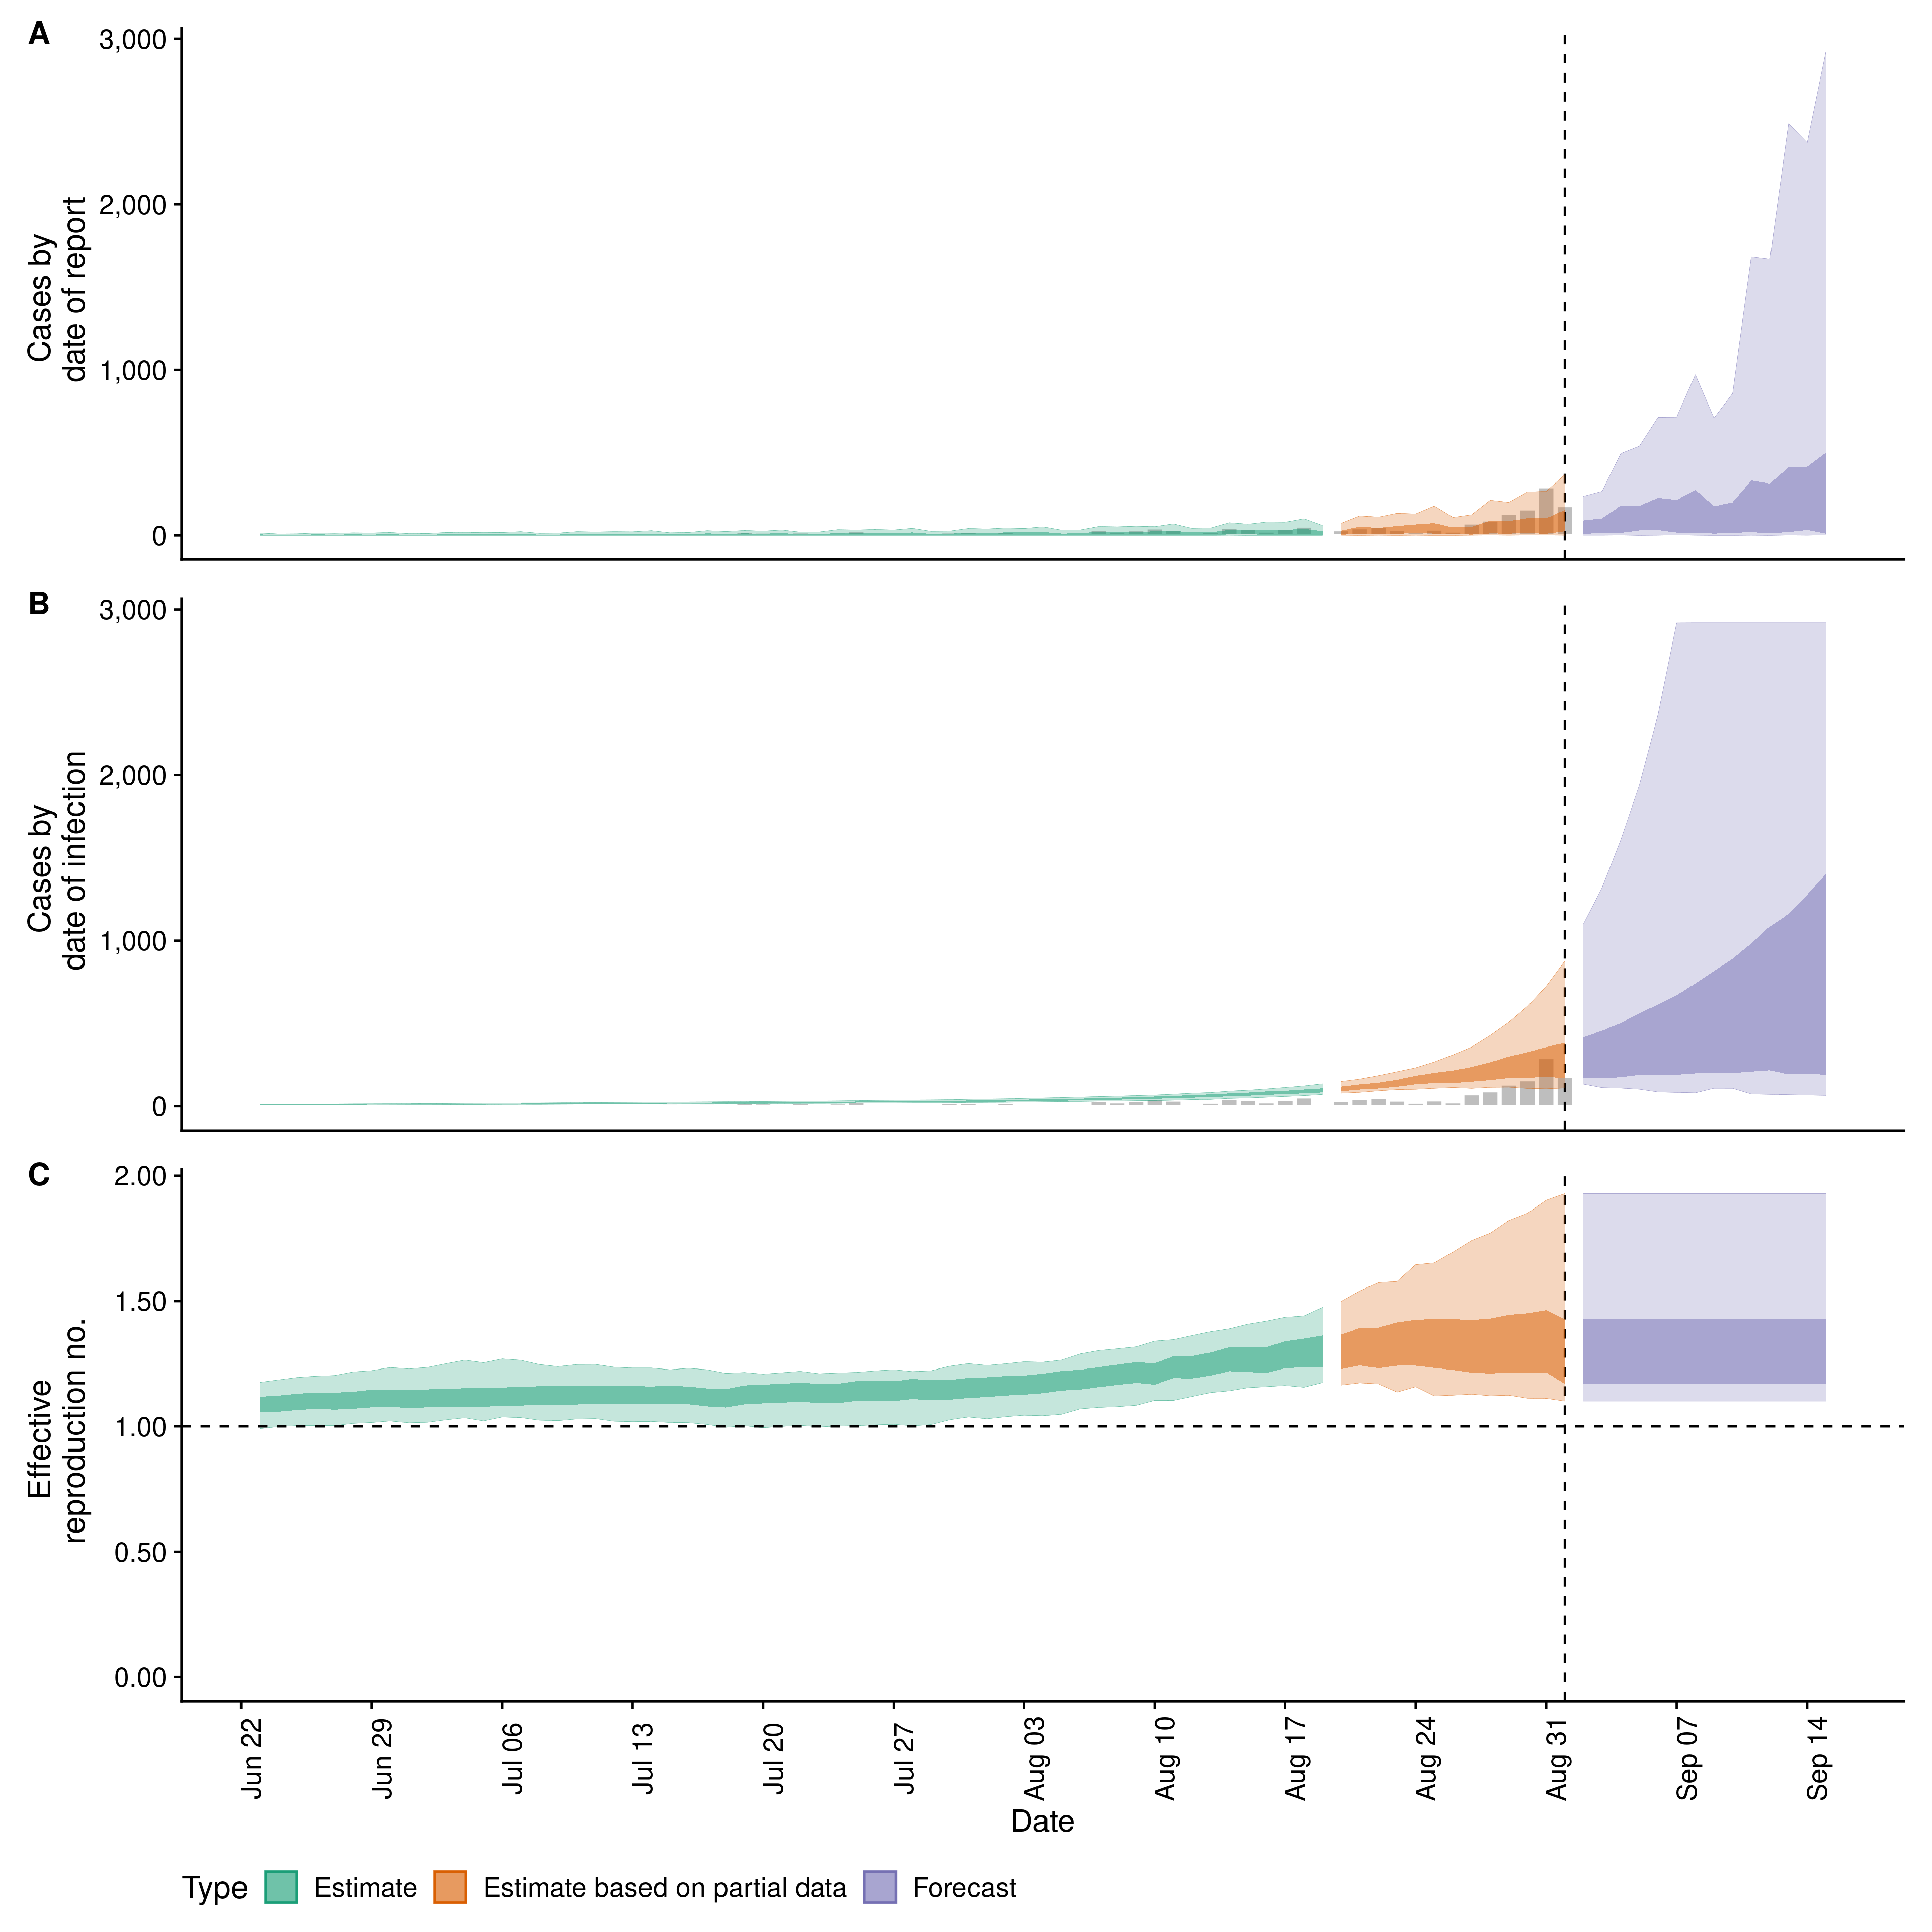 A
3,000
2,000
1,000
0
Cases by
date of report
B
3,000
2,000
1,000
0
Cases by
date of infection
C
2.00
1.50
1.00
0.50
0.00
Effective
reproduction no.
Jun 22
Jun 29
Jul 06
Jul 13
Jul 20
Jul 27
Aug 03
Aug 10
Aug 17
Aug 24
Aug 31
Sep 07
Sep 14
Date
Type
Estimate
Estimate based on partial data
Forecast